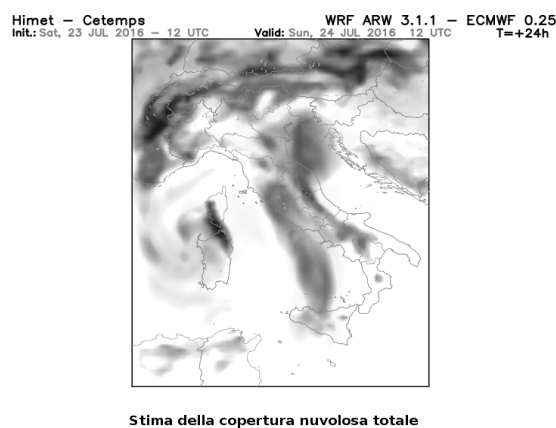 Himet − Cetemps WRF ARW 3.1.1 − ECMWF 0.25
Init.: Sat, 23 JUL 2016 − 12 UTC Valid: Sun, 24 JUL 2016 12 UTC T=+24h
Stima della copertura nuvolosa totale